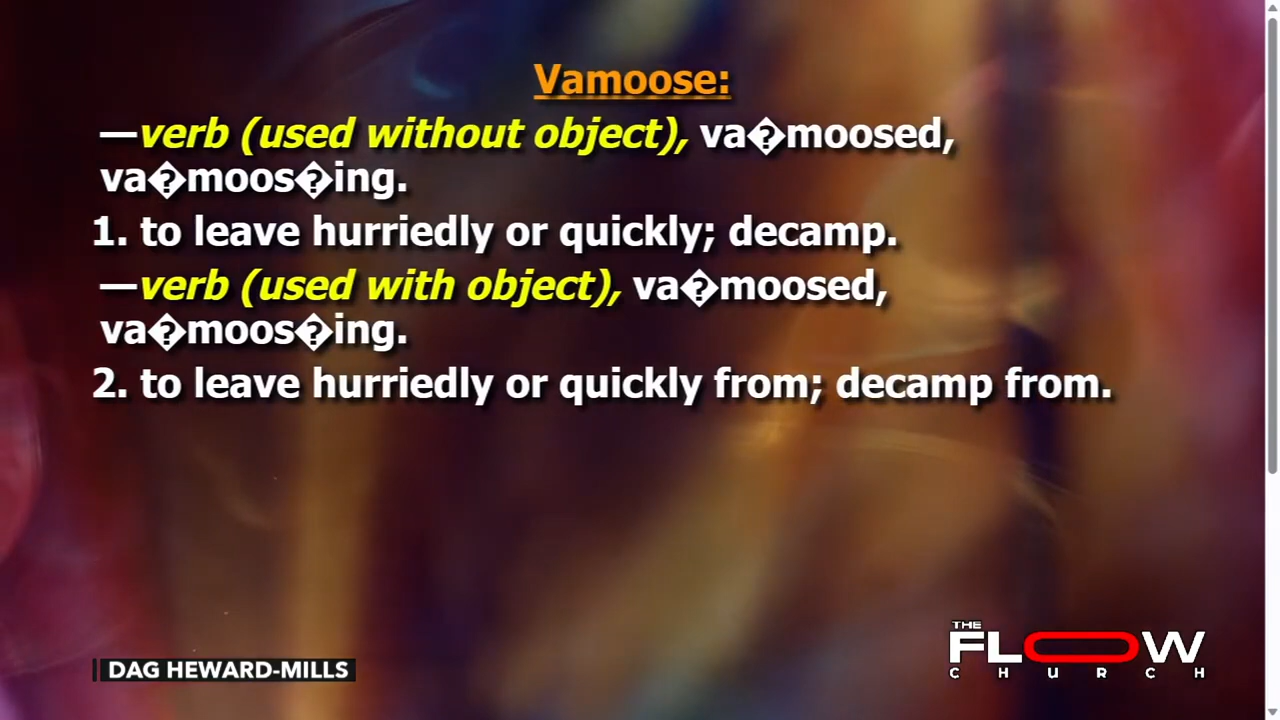 Vamoose:
—verb (used without object), va�moosed,
va�moos�ing.
1. to leave hurriedly or quickly; decamp.
—verb (used with object), va�moosed,
va�moos�ing.
2. to leave hurriedly or quickly from; decamp from.
DAG HEWARD-MILLS
THE
FLOW
CHURCH